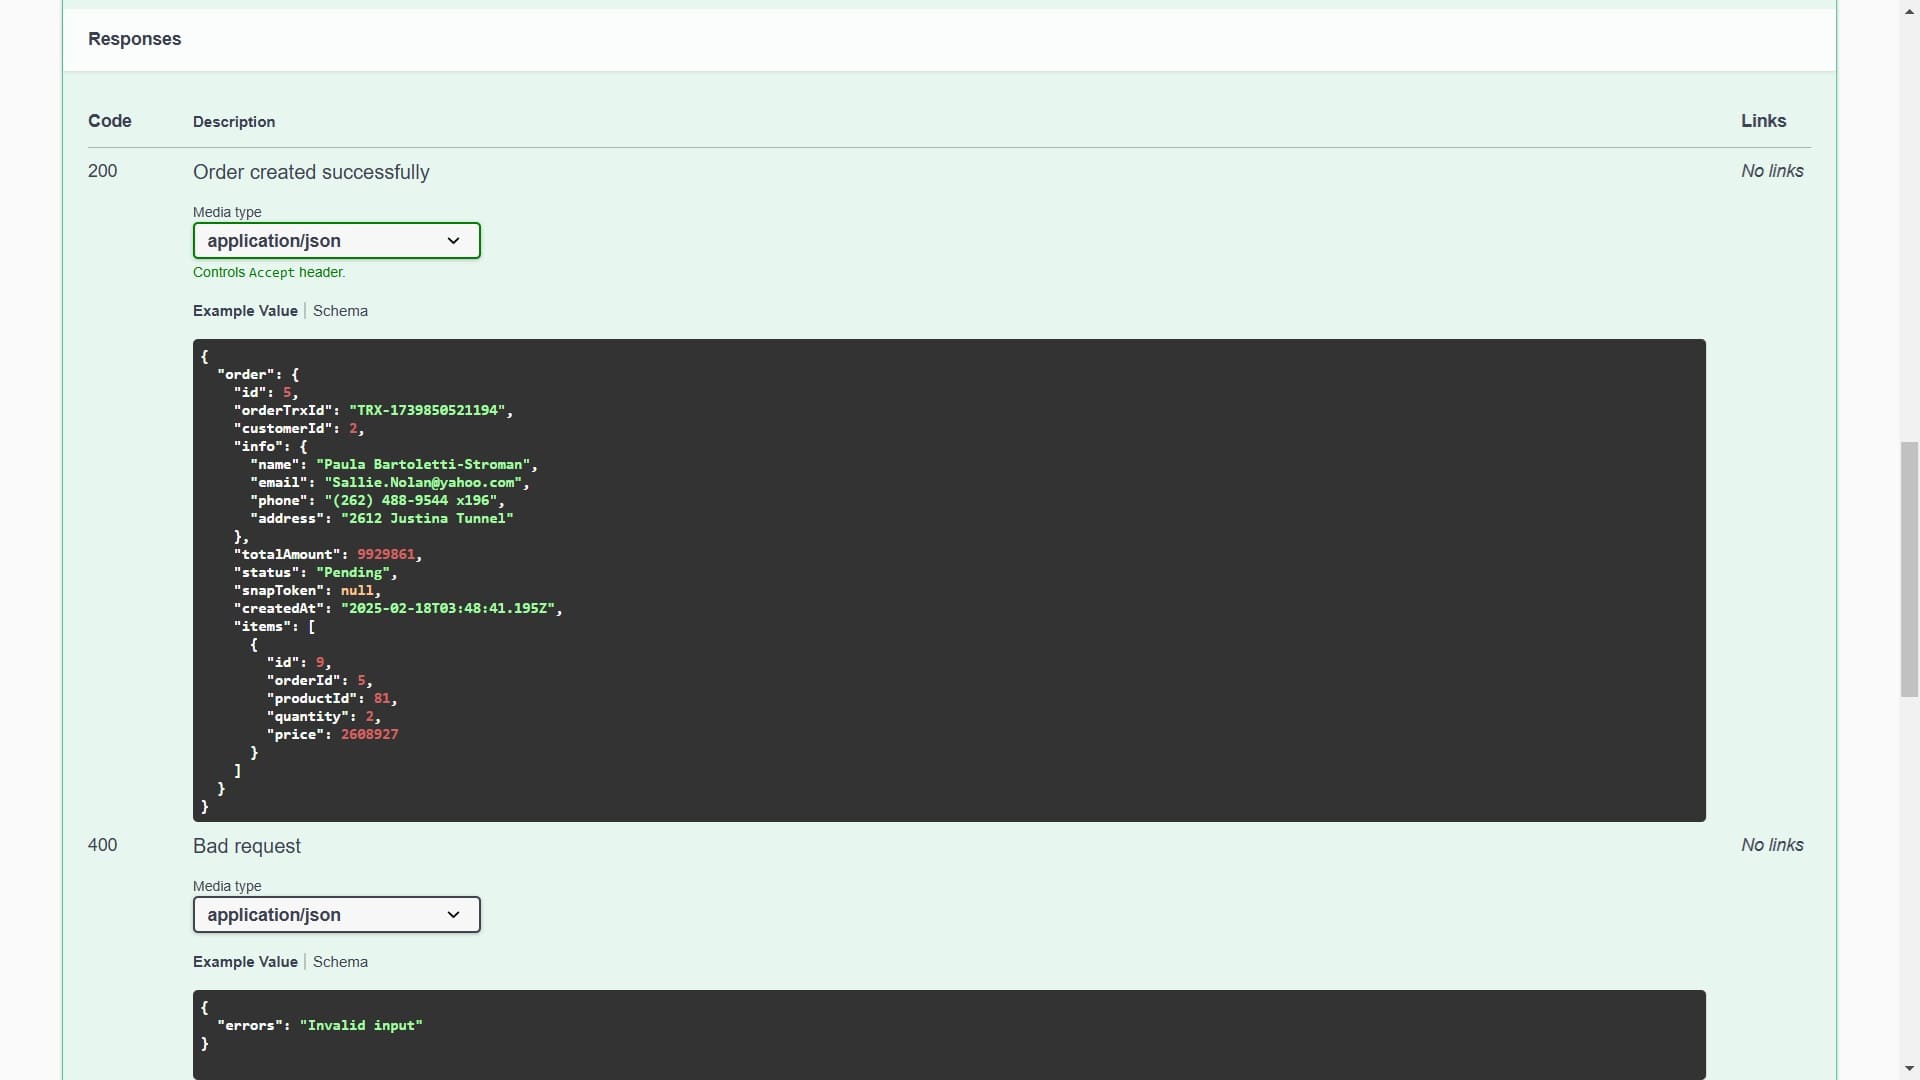 Responses
Code Description Links
200 Order created successfully No links
Media type
application/json
Controls Accept header.
Example Value | Schema
{
  "order": {
    "id": 5,
    "orderTrxId": "TRX-1739850521194",
    "customerId": 2,
    "info": {
      "name": "Paula Bartoletti-Stroman",
      "email": "Sallie.Nolan@yahoo.com",
      "phone": "(262) 488-9544 x196",
      "address": "2612 Justina Tunnel"
    },
    "totalAmount": 9929861,
    "status": "Pending",
    "snapToken": null,
    "createdAt": "2025-02-18T03:48:41.195Z",
    "items": [
      {
        "id": 9,
        "orderId": 5,
        "productId": 81,
        "quantity": 2,
        "price": 2608927
      }
    ]
  }
}
400 Bad request No links
Media type
application/json
Example Value | Schema
{
  "errors": "Invalid input"
}